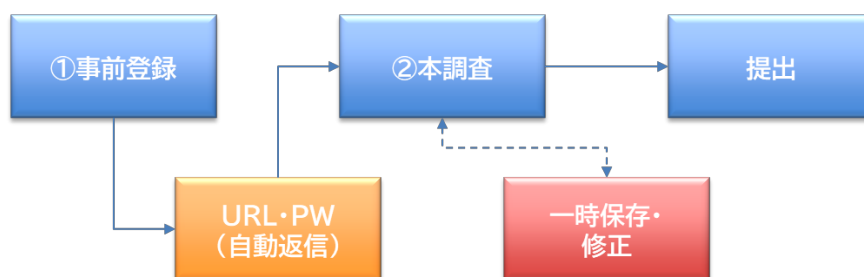 ①事前登録
②本調査
提出
URL・PW
（自動返信）
一時保存・
修正